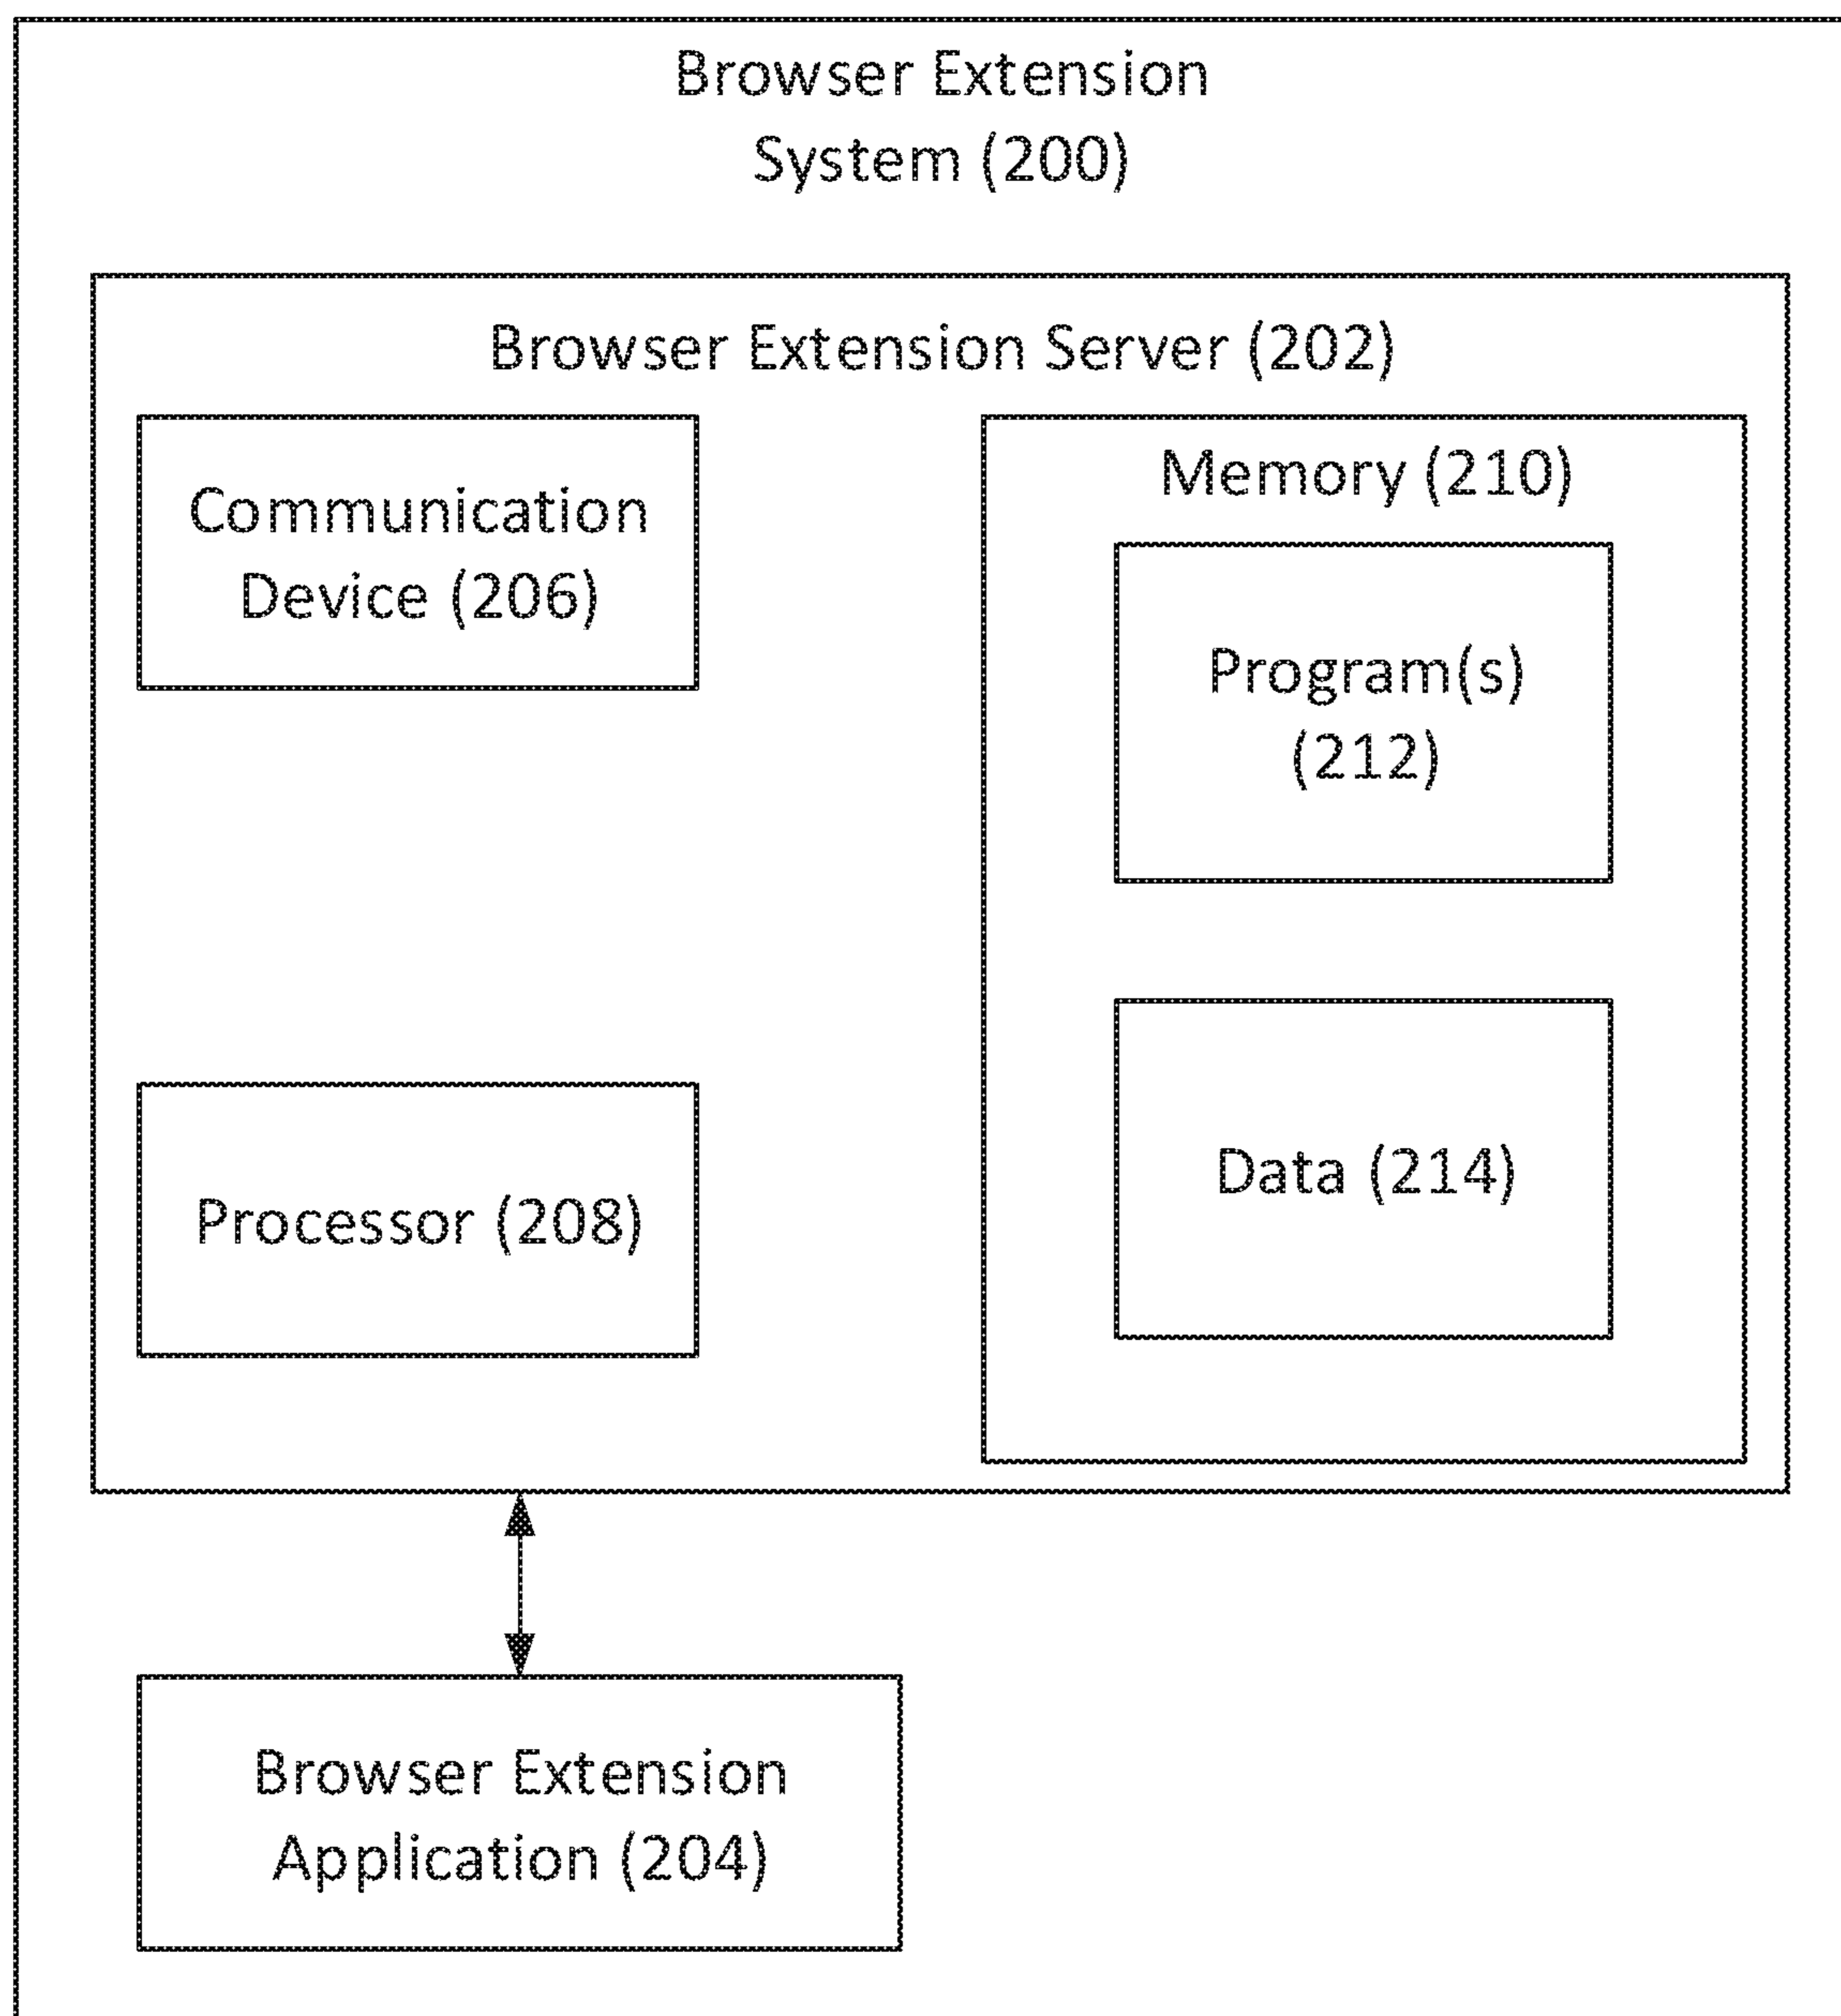 Browser Extension
System (200)
Browser Extension Server (202)
Communication
Device (206)
Memory (210)
Program(s)
(212)
Processor (208)
Data (214)
Browser Extension
Application (204)